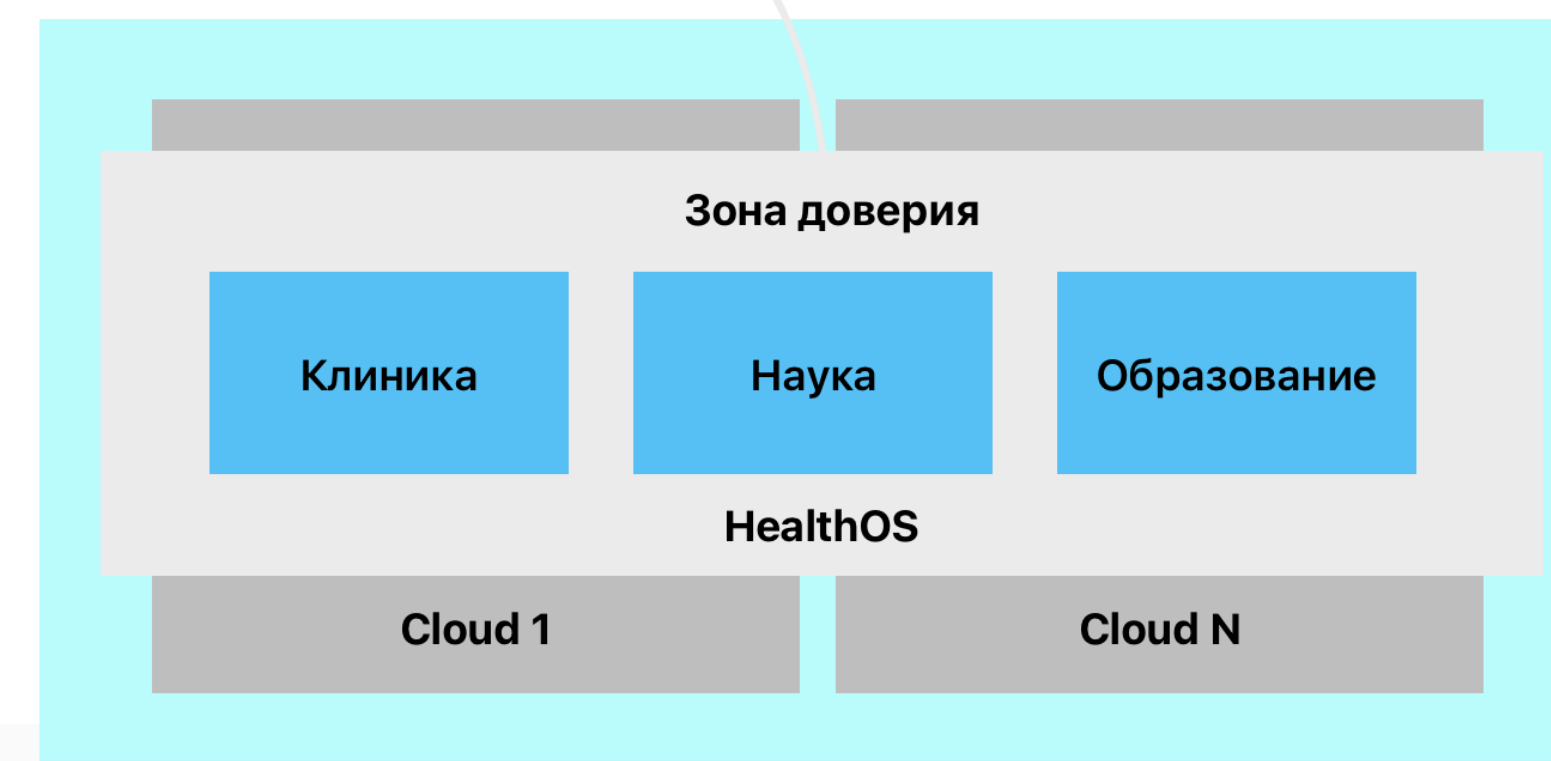 Зона доверия
Клиника
Наука
Образование
HealthOS
Cloud 1
Cloud N